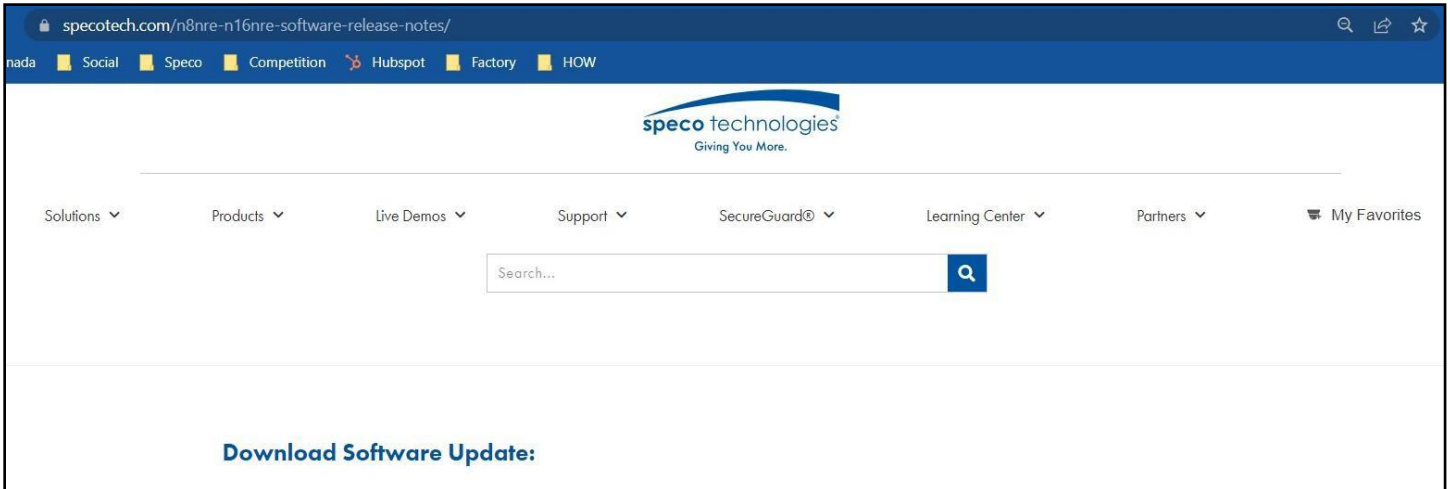 specotech.com/n8nre-n16nre-software-release-notes/
nada Social Speco Competition Hubspot Factory HOW
speco technologies®
Giving You More.
Solutions Products Live Demos Support SecureGuard® Learning Center Partners My Favorites
Search...
Download Software Update: